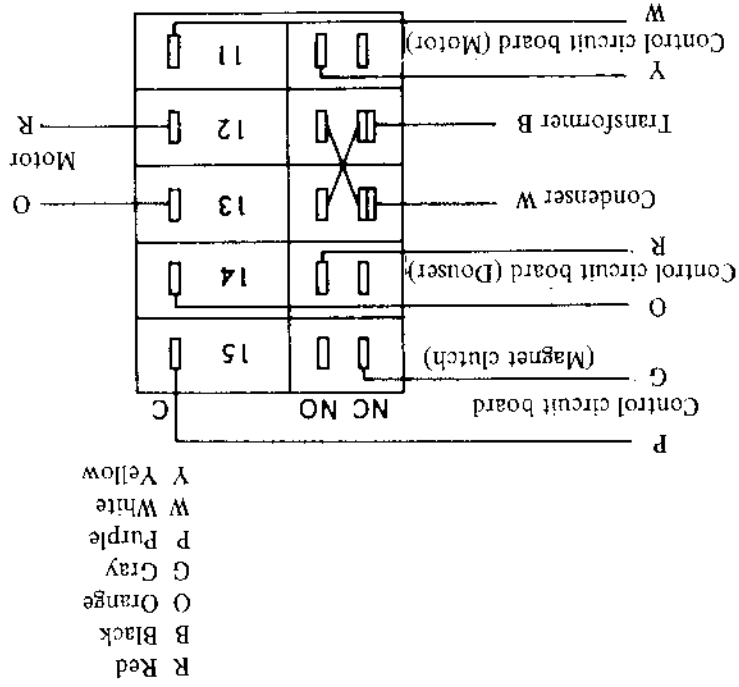 R Red
B Black
O Orange
G Gray
P Purple
W White
Y Yellow
P
Control circuit board NC NO C
G
(Magnet clutch) 15
O
Control circuit board (Douser) 14
R
Condenser W 13 O
Motor
Transformer B 12 R
Y
Control circuit board (Motor) 11
W